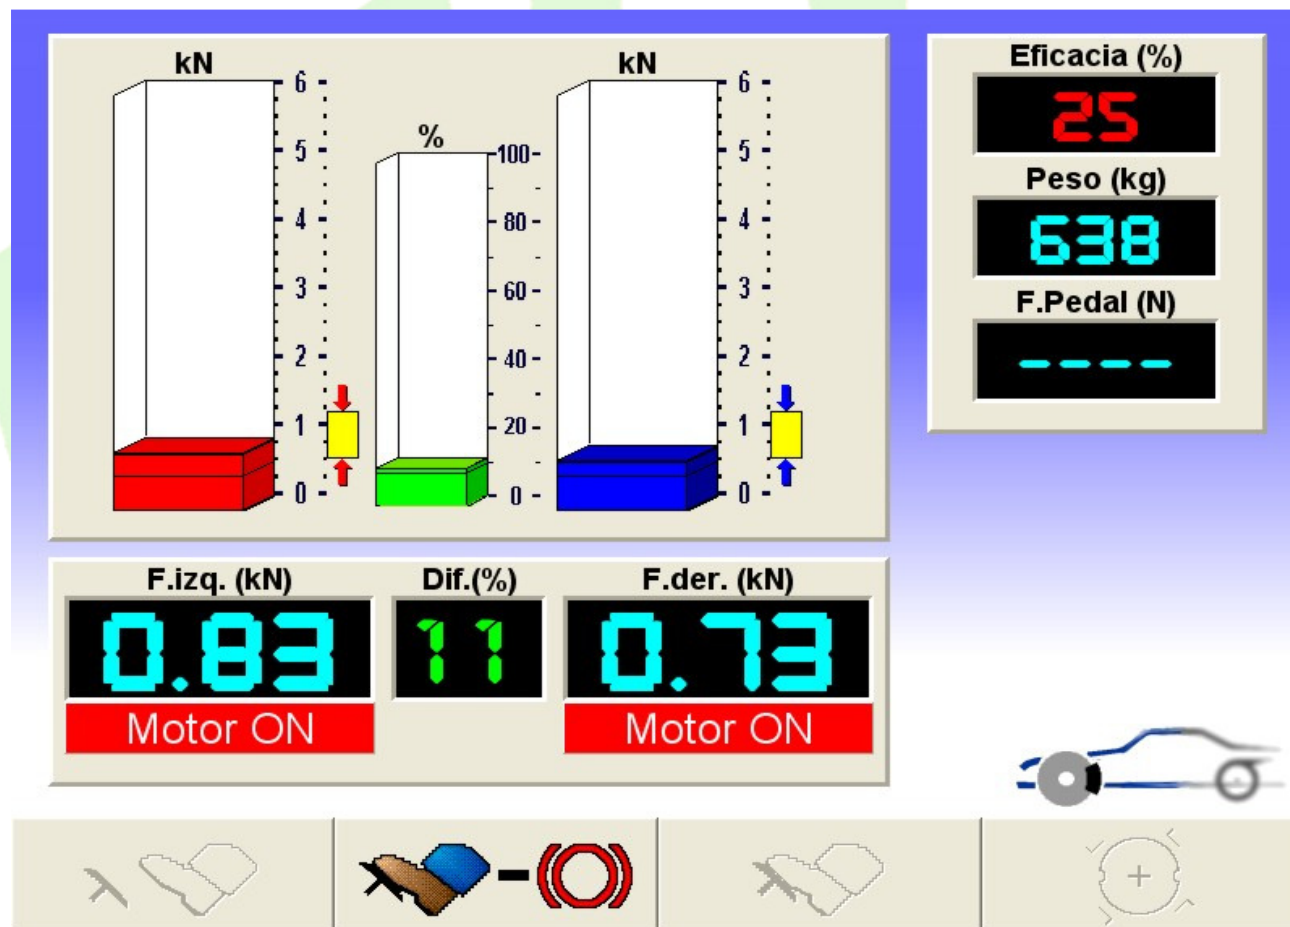 kN
6
5
4
3
2
1
0
%
100
80
60
40
20
0
kN
6
5
4
3
2
1
0
Eficacia (%)
25
Peso (kg)
638
F.Pedal (N)
----
F.izq. (kN)
0.83
Motor ON
Dif.(%)
11
F.der. (kN)
0.73
Motor ON